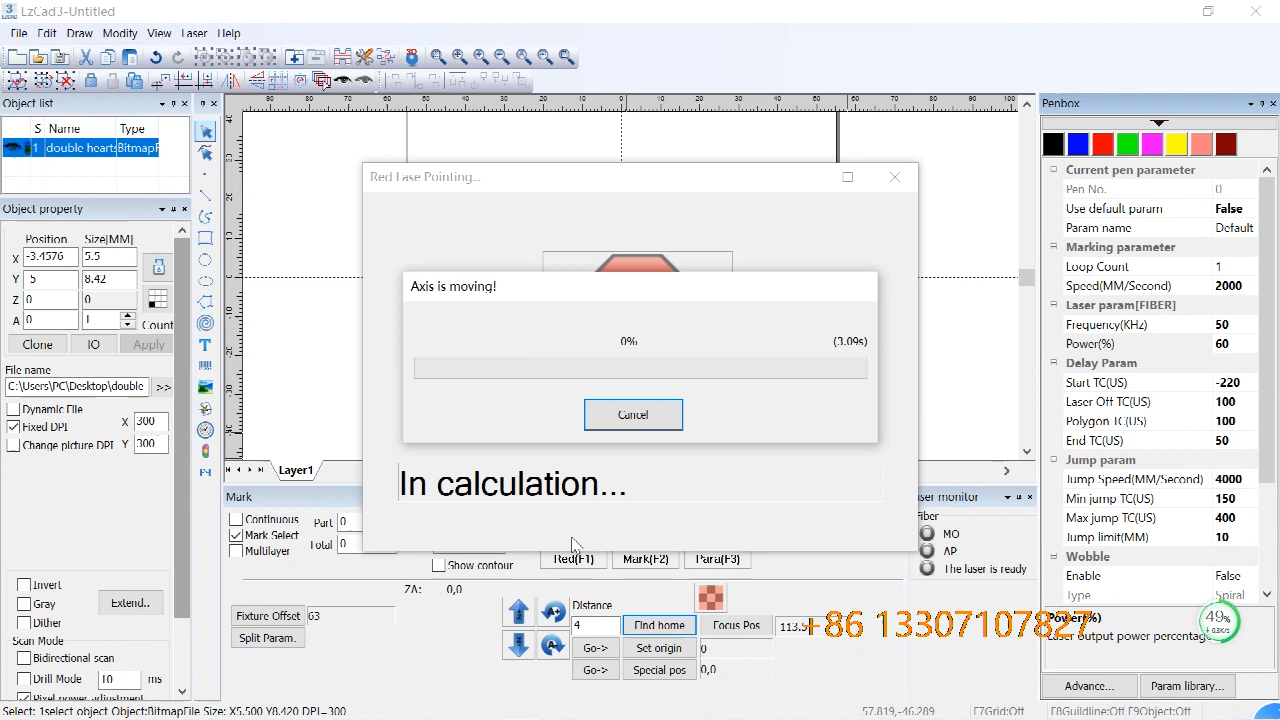 LzCad3-Untitled
File Edit Draw Modify View Laser Help
Object list
S Name Type
1 double hearts BitmapF
Object property
Position Size[MM]
X -3.4576 5.5
Y -5 8.42
Z 0 0
A 0 1 Count
Clone IO Apply
File name
C:\Users\PC\Desktop\double >>
Dynamic File
Fixed DPI X 300
Change picture DPI Y 300
Invert
Gray
Dither
Extend..
Scan Mode
Bidirectional scan
Drill Mode 10 ms
Pixel power adjustment
Layer1
Red Lase Pointing...
Axis is moving!
0% (3.09s)
Cancel
In calculation...
Mark
Continuous Part 0
Mark Select Total 0
Multilayer
Show contour
Red(F1) Mark(F2) Para(F3)
ZA: 0,0
Fixture Offset 63
Split Param.
Distance
4 Find home Focus Pos 113.5
Go-> Set origin 0
Go-> Special pos 0,0
+86 13307107827
ser monitor
Fiber
MO
AP
The laser is ready
Penbox
Current pen parameter
Pen No. 0
Use default param False
Param name Default
Marking parameter
Loop Count 1
Speed(MM/Second) 2000
Laser param[FIBER]
Frequency(KHz) 50
Power(%) 60
Delay Param
Start TC(US) -220
Laser Off TC(US) 100
Polygon TC(US) 100
End TC(US) 50
Jump param
Jump Speed(MM/Second) 4000
Min jump TC(US) 150
Max jump TC(US) 400
Jump limit(MM) 10
Wobble
Enable False
Type Spiral
Power(%)
Laser output power percentage
49%
Advance... Param library...
Select: 1select object Object:BitmapFile Size: X5.500 Y8.420 DPI=300
57.819,-46.289 F7Grid:Off F8Guildline:Off F9Object:Off